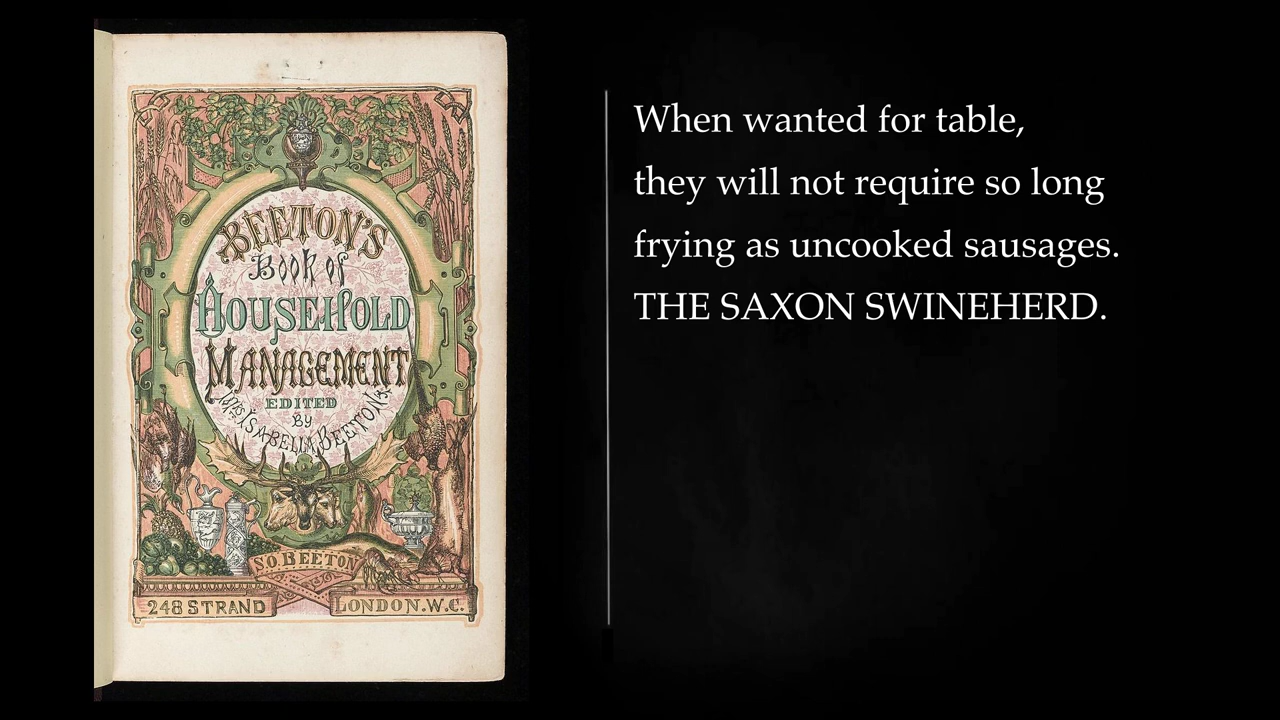 BEETON'S
Book of
HOUSEHOLD
MANAGEMENT
EDITED
BY
MRS ISABELLA BEETON
S.O. BEETON
248 STRAND
LONDON. W.C.
When wanted for table,
they will not require so long
frying as uncooked sausages.
THE SAXON SWINEHERD.